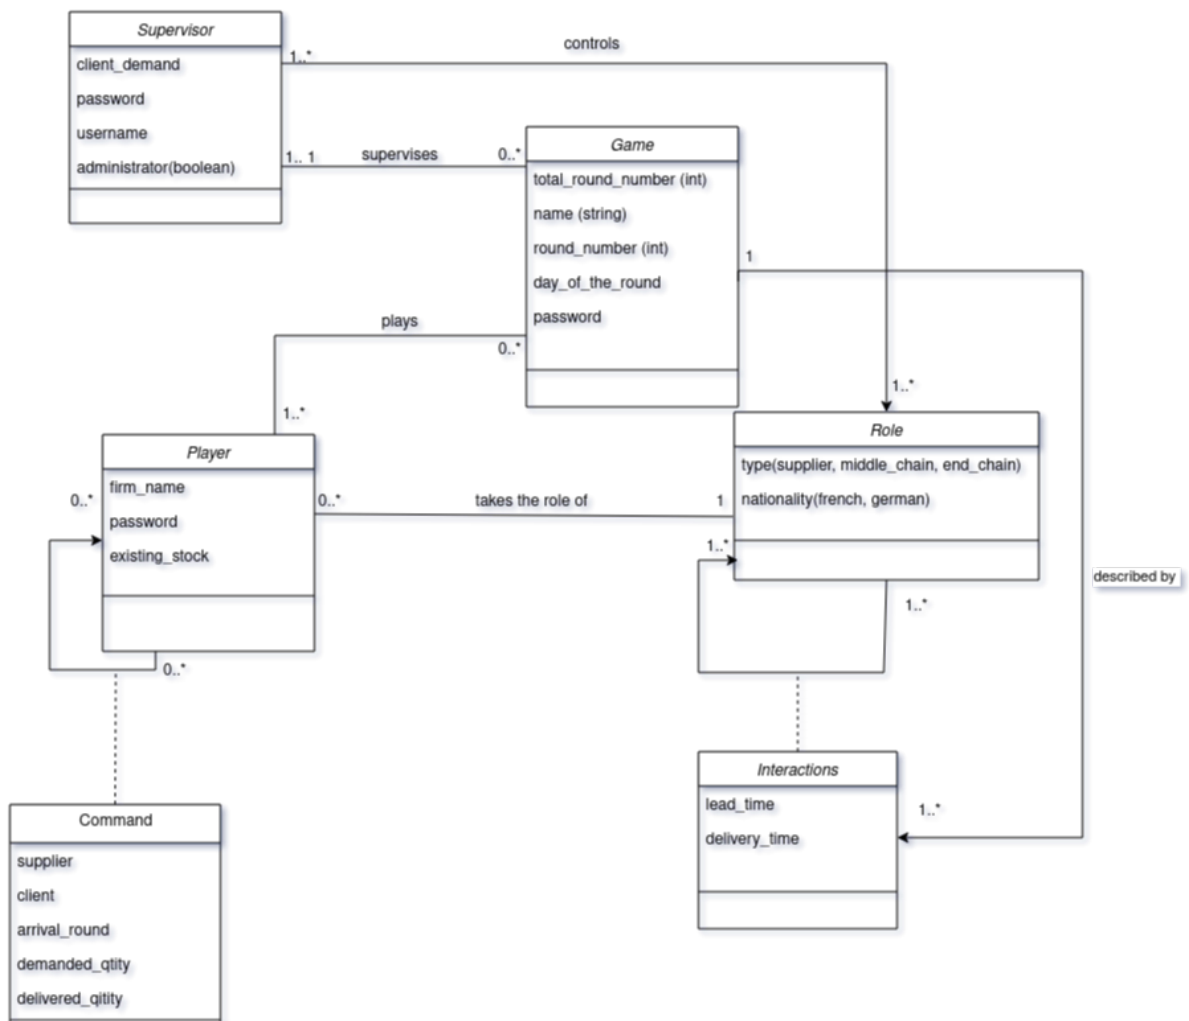 Supervisor
client_demand
password
username
administrator(boolean)
1..*
controls
1.. 1
supervises
0..*
Game
total_round_number (int)
name (string)
round_number (int)
day_of_the_round
password
1
plays
0..*
1..*
1..*
Player
firm_name
password
existing_stock
0..*
0..*
takes the role of
1
Role
type(supplier, middle_chain, end_chain)
nationality(french, german)
1..*
1..*
described by
0..*
Interactions
lead_time
delivery_time
1..*
Command
supplier
client
arrival_round
demanded_qtity
delivered_qitity